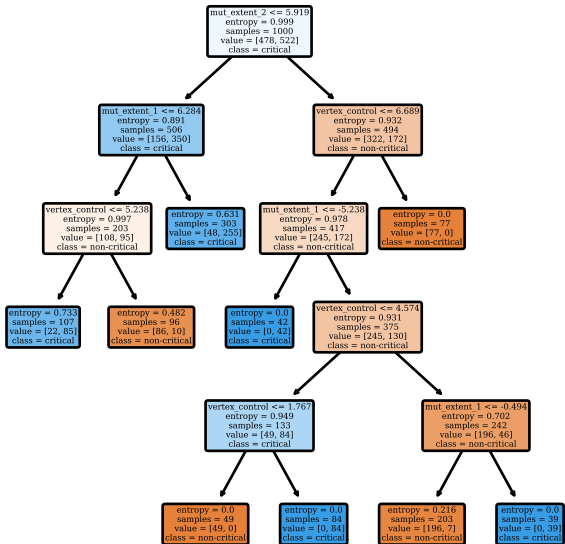 mut_extent_2 <= 5.919
entropy = 0.999
samples = 1000
value = [478, 522]
class = critical
mut_extent_1 <= 6.284
entropy = 0.891
samples = 506
value = [156, 350]
class = critical
vertex_control <= 6.689
entropy = 0.932
samples = 494
value = [322, 172]
class = non-critical
vertex_control <= 5.238
entropy = 0.997
samples = 203
value = [108, 95]
class = non-critical
entropy = 0.631
samples = 303
value = [48, 255]
class = critical
mut_extent_1 <= -5.238
entropy = 0.978
samples = 417
value = [245, 172]
class = non-critical
entropy = 0.0
samples = 77
value = [77, 0]
class = non-critical
entropy = 0.733
samples = 107
value = [22, 85]
class = critical
entropy = 0.482
samples = 96
value = [86, 10]
class = non-critical
entropy = 0.0
samples = 42
value = [0, 42]
class = critical
vertex_control <= 4.574
entropy = 0.931
samples = 375
value = [245, 130]
class = non-critical
vertex_control <= 1.767
entropy = 0.949
samples = 133
value = [49, 84]
class = critical
mut_extent_1 <= -0.494
entropy = 0.702
samples = 242
value = [196, 46]
class = non-critical
entropy = 0.0
samples = 49
value = [49, 0]
class = non-critical
entropy = 0.0
samples = 84
value = [0, 84]
class = critical
entropy = 0.216
samples = 203
value = [196, 7]
class = non-critical
entropy = 0.0
samples = 39
value = [0, 39]
class = critical